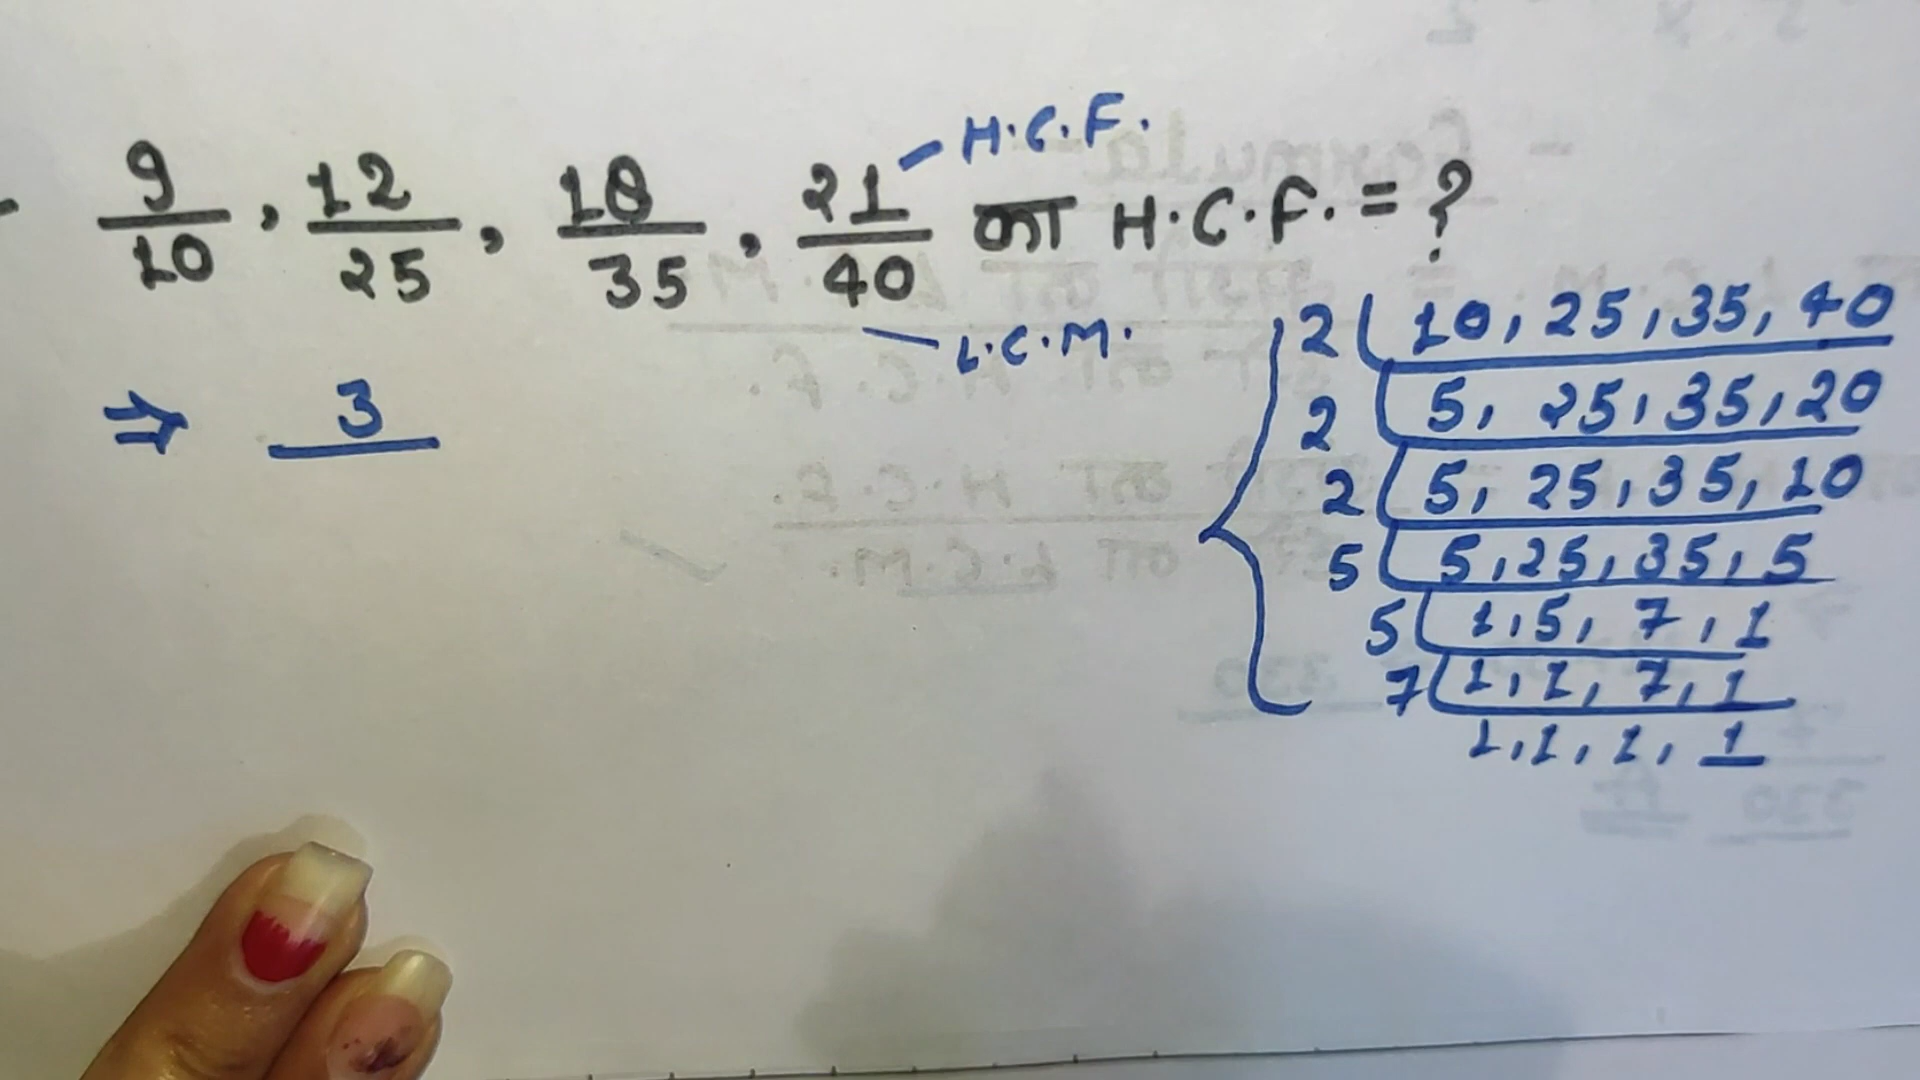 9/10, 12/25, 18/35, 21/40 का H.C.F. = ?
H.C.F.
L.C.M.
⇒ 3
2 | 10, 25, 35, 40
2 | 5, 25, 35, 20
2 | 5, 25, 35, 10
5 | 5, 25, 35, 5
5 | 1, 5, 7, 1
7 | 1, 1, 7, 1
1, 1, 1, 1